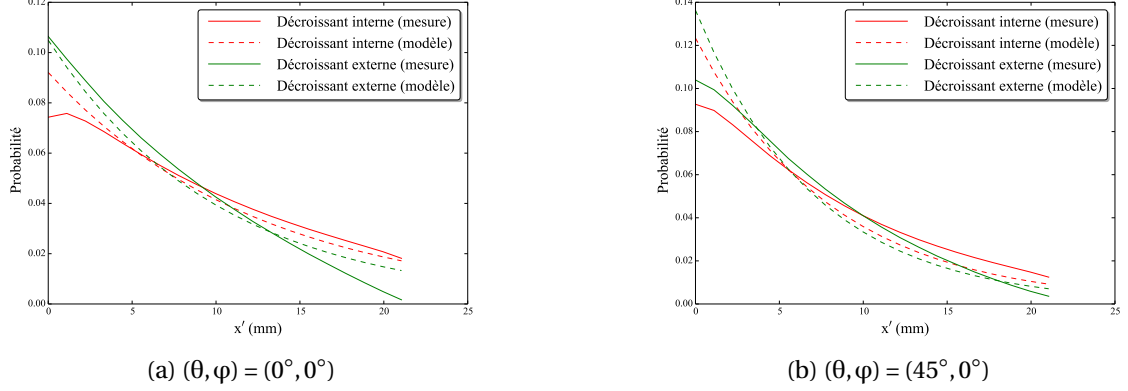 0.12
0.10
0.08
0.06
0.04
0.02
0.00
Probabilité
Décroissant interne (mesure)
Décroissant interne (modèle)
Décroissant externe (mesure)
Décroissant externe (modèle)
0 5 10 15 20 25
x′ (mm)
(a) (θ,φ) = (0°,0°)
0.14
0.12
0.10
0.08
0.06
0.04
0.02
0.00
Probabilité
Décroissant interne (mesure)
Décroissant interne (modèle)
Décroissant externe (mesure)
Décroissant externe (modèle)
0 5 10 15 20 25
x′ (mm)
(b) (θ,φ) = (45°,0°)